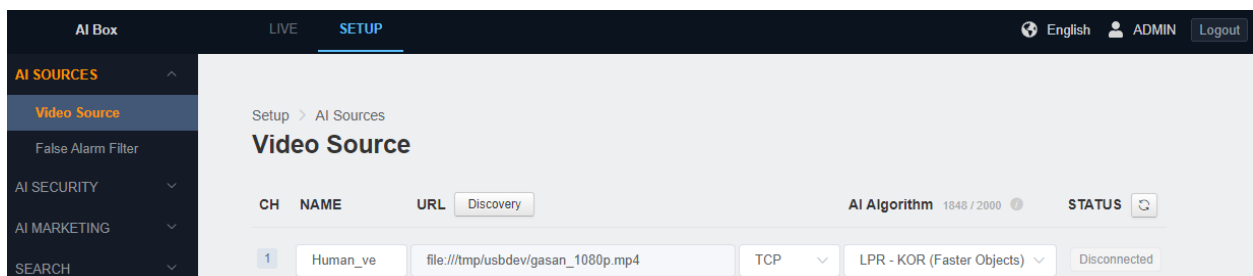 AI Box LIVE SETUP English ADMIN Logout
AI SOURCES
Video Source
False Alarm Filter
AI SECURITY
AI MARKETING
SEARCH
Setup > AI Sources
Video Source
CH NAME URL Discovery AI Algorithm 1848 / 2000 STATUS
1 Human_ve file:///tmp/usbdev/gasan_1080p.mp4 TCP LPR - KOR (Faster Objects) Disconnected